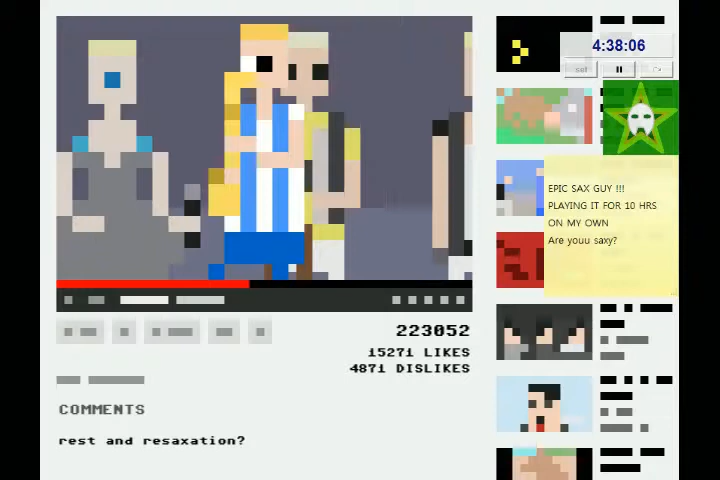 4:38:06
set
EPIC SAX GUY !!!
PLAYING IT FOR 10 HRS
ON MY OWN
Are youu saxy?
223052
15271 LIKES
4871 DISLIKES
COMMENTS
rest and resaxation?